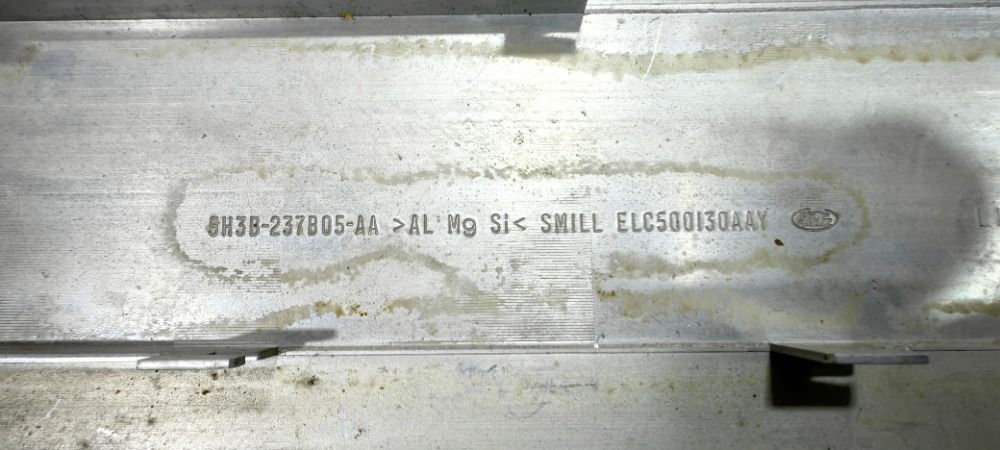 6H3B-237B05-AA >AL Mg Si< SMILL ELC500130AAY